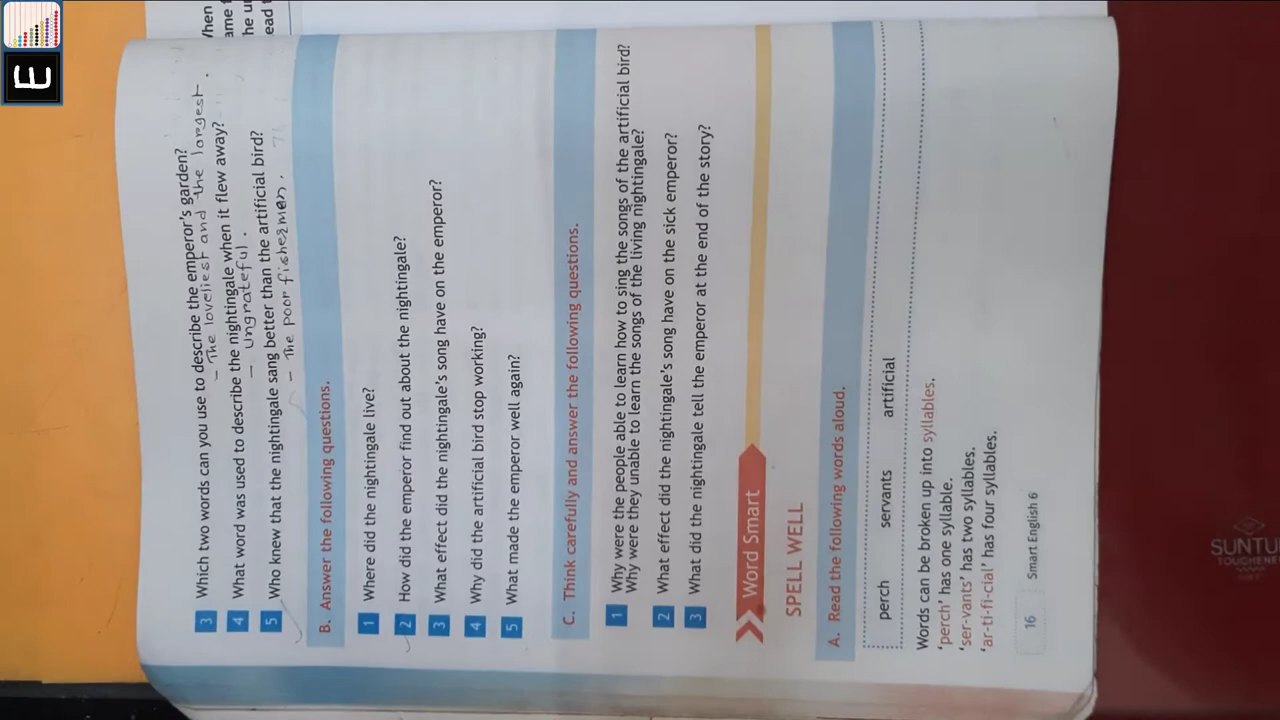 3 Which two words can you use to describe the emperor's garden?
- The loveliest and the largest.
4 What word was used to describe the nightingale when it flew away?
- ungrateful.
5 Who knew that the nightingale sang better than the artificial bird?
- The poor fisherman.
B. Answer the following questions.
1 Where did the nightingale live?
2 How did the emperor find out about the nightingale?
3 What effect did the nightingale's song have on the emperor?
4 Why did the artificial bird stop working?
5 What made the emperor well again?
C. Think carefully and answer the following questions.
1 Why were the people able to learn how to sing the songs of the artificial bird?
Why were they unable to learn the songs of the living nightingale?
2 What effect did the nightingale's song have on the sick emperor?
3 What did the nightingale tell the emperor at the end of the story?
Word Smart
SPELL WELL
A. Read the following words aloud.
perch servants artificial
Words can be broken up into syllables.
'perch' has one syllable.
'ser-vants' has two syllables.
'ar-ti-fi-cial' has four syllables.
16 Smart English 6
E
TOUGHENE